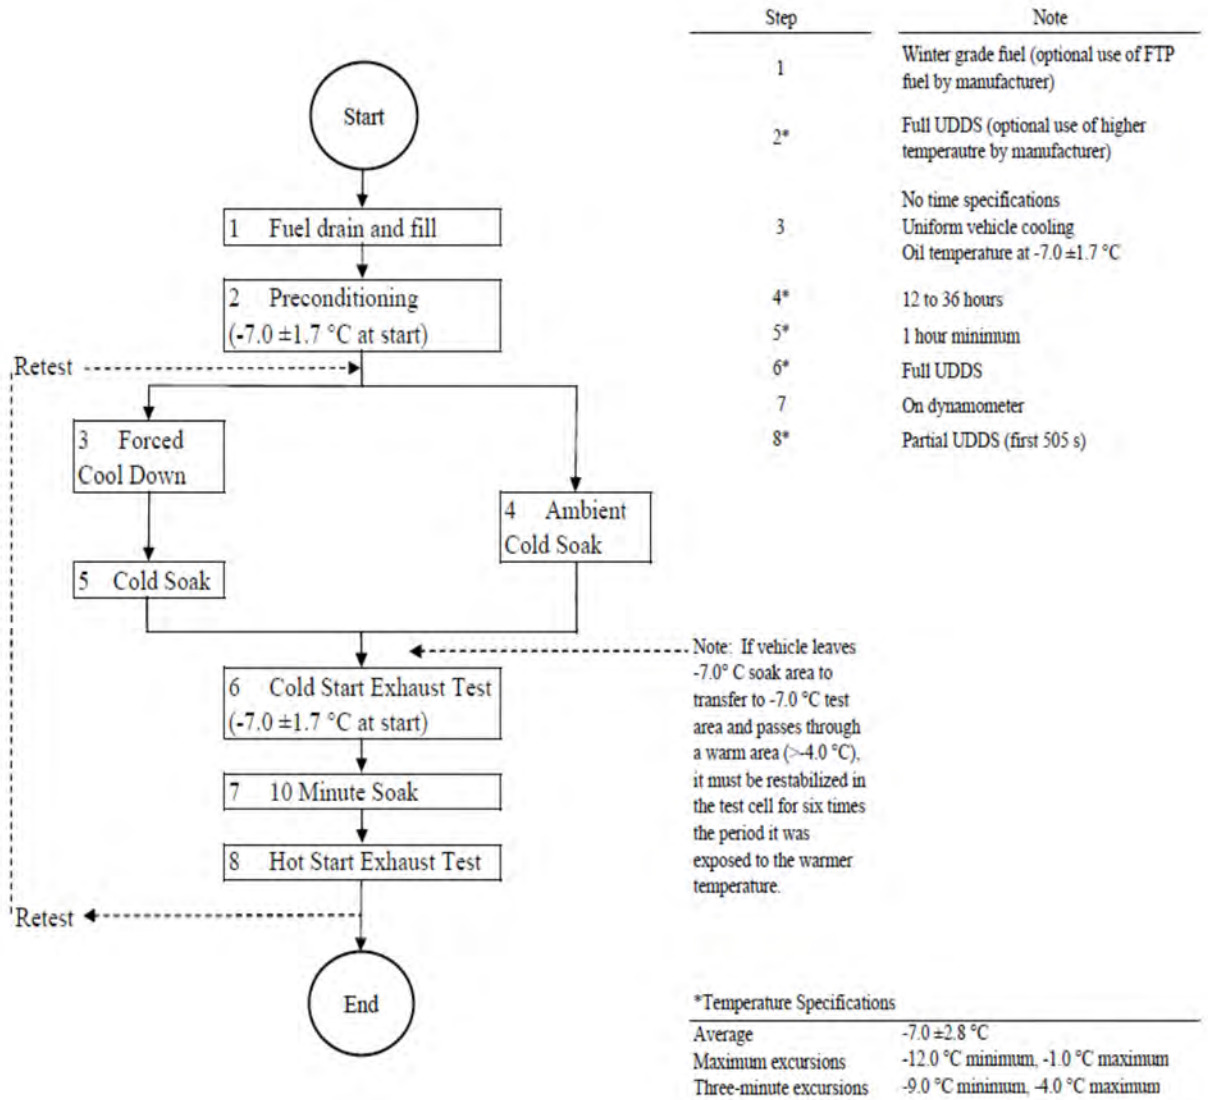 Start
1 Fuel drain and fill
2 Preconditioning
(-7.0 ±1.7 °C at start)
Retest
3 Forced
Cool Down
4 Ambient
Cold Soak
5 Cold Soak
6 Cold Start Exhaust Test
(-7.0 ±1.7 °C at start)
7 10 Minute Soak
8 Hot Start Exhaust Test
Retest
End
Step Note
1 Winter grade fuel (optional use of FTP
fuel by manufacturer)
2* Full UDDS (optional use of higher
temperautre by manufacturer)
No time specifications
3 Uniform vehicle cooling
Oil temperature at -7.0 ±1.7 °C
4* 12 to 36 hours
5* 1 hour minimum
6* Full UDDS
7 On dynamometer
8* Partial UDDS (first 505 s)
Note: If vehicle leaves
-7.0° C soak area to
transfer to -7.0 °C test
area and passes through
a warm area (>-4.0 °C),
it must be restabilized in
the test cell for six times
the period it was
exposed to the warmer
temperature.
*Temperature Specifications
Average -7.0 ±2.8 °C
Maximum excursions -12.0 °C minimum, -1.0 °C maximum
Three-minute excursions -9.0 °C minimum, -4.0 °C maximum